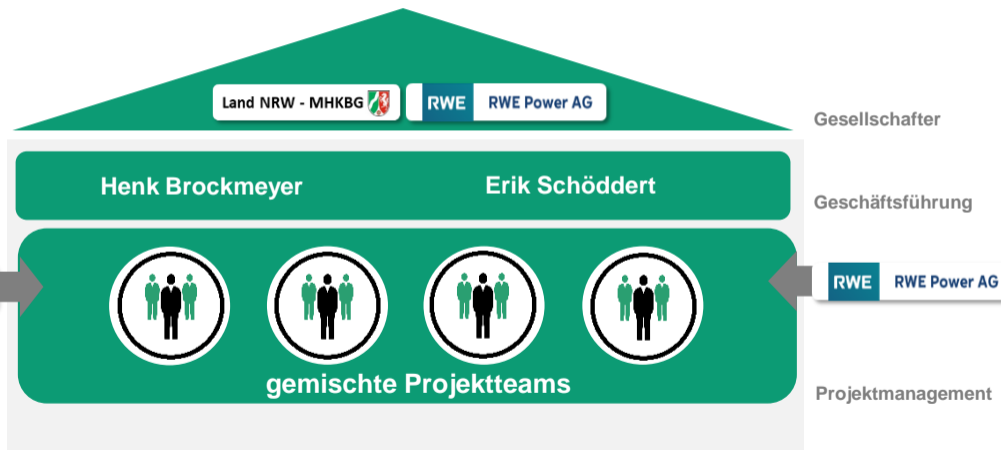 Land NRW - MHKBG
RWE RWE Power AG
Gesellschafter
Henk Brockmeyer
Erik Schöddert
Geschäftsführung
RWE RWE Power AG
gemischte Projektteams
Projektmanagement